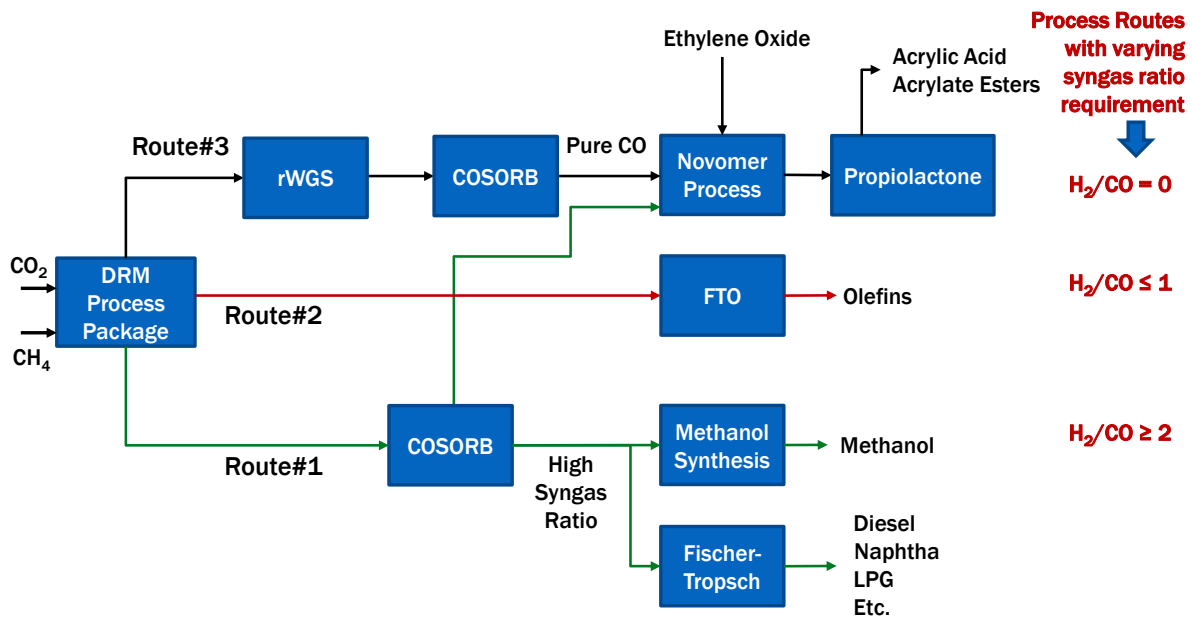 Process Routes
with varying
syngas ratio
requirement
Ethylene Oxide
Acrylic Acid
Acrylate Esters
Route#3
rWGS
COSORB
Pure CO
Novomer
Process
Propiolactone
H₂/CO = 0
CO₂
CH₄
DRM
Process
Package
Route#2
FTO
Olefins
H₂/CO ≤ 1
Route#1
COSORB
High
Syngas
Ratio
Methanol
Synthesis
Methanol
H₂/CO ≥ 2
Fischer-
Tropsch
Diesel
Naphtha
LPG
Etc.